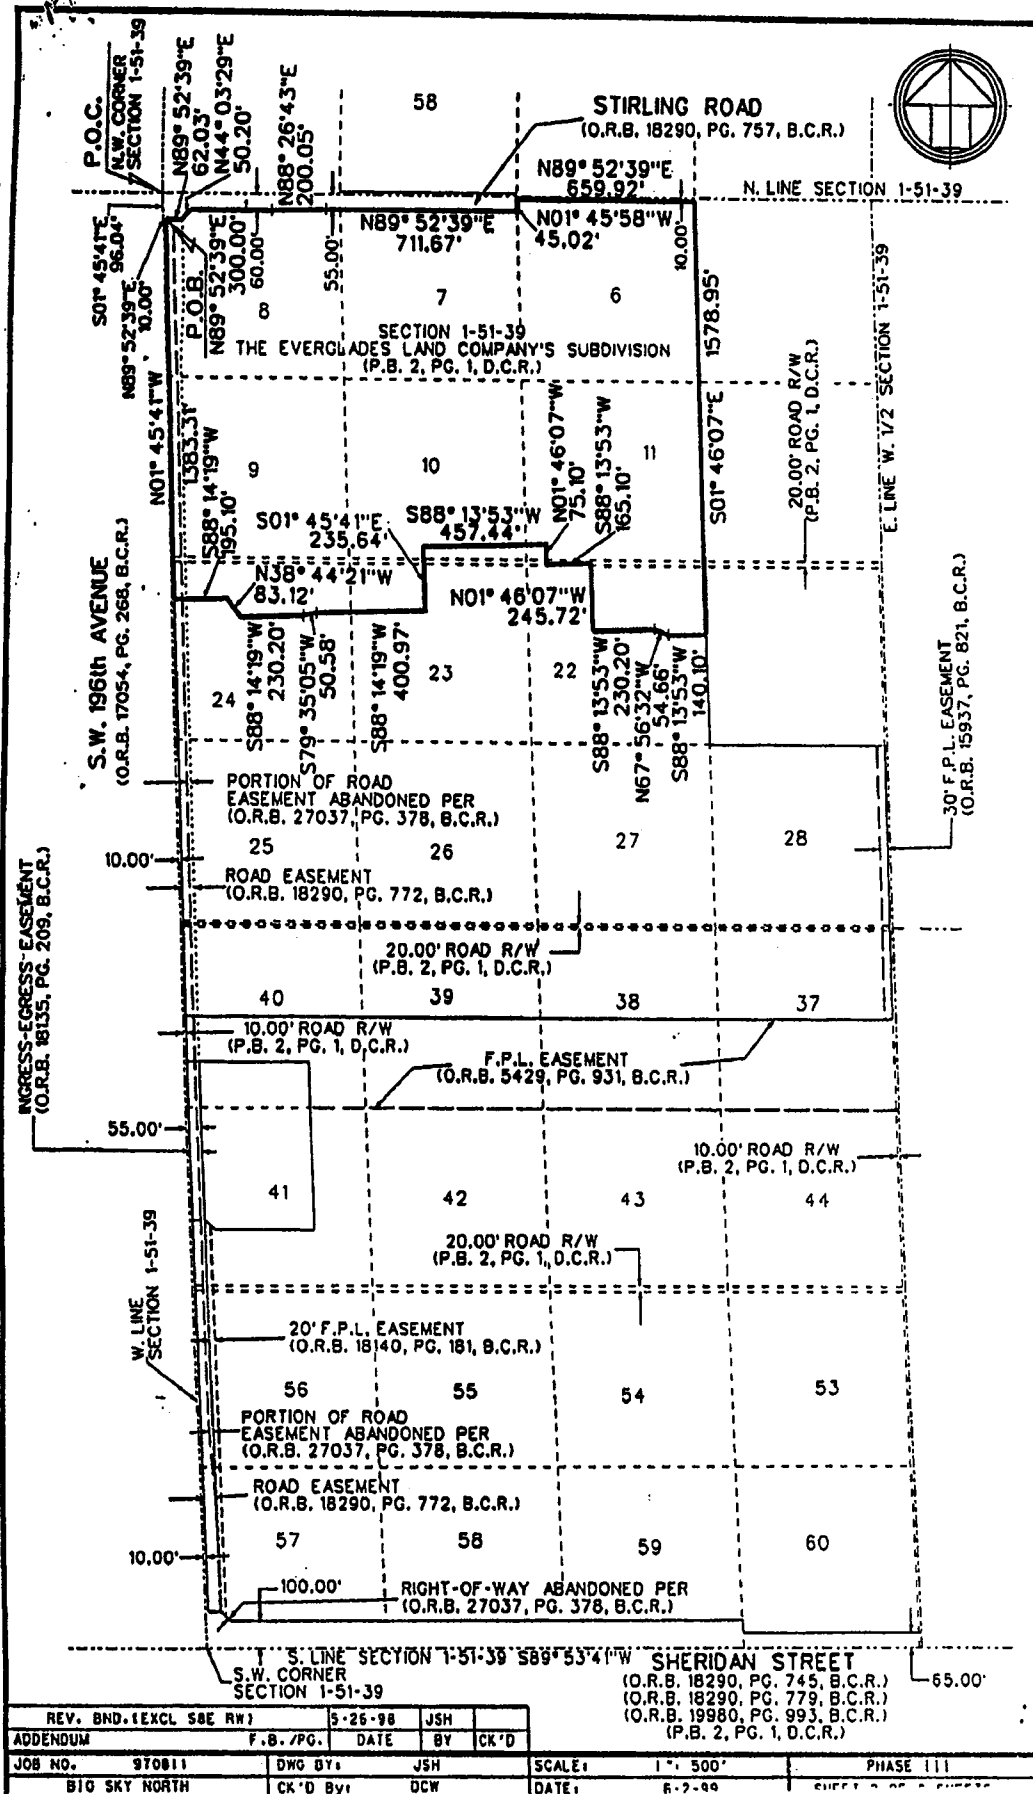 P.O.C.
N.W. CORNER
SECTION 1-51-39
N89° 52'39"E
62.03'
N44° 03'29"E
50.20'
N88° 26'43"E
200.05'
58
STIRLING ROAD
(O.R.B. 18290, PG. 757, B.C.R.)
N89° 52'39"E
659.92'
N. LINE SECTION 1-51-39
S01° 45'41"E
96.04'
N89° 52'39"E
10.00'
P.O.B.
N89° 52'39"E
300.00'
60.00'
55.00'
N89° 52'39"E
711.67'
N01° 45'58"W
45.02'
10.00'
8
7
6
SECTION 1-51-39
THE EVERGLADES LAND COMPANY'S SUBDIVISION
(P.B. 2, PG. 1, D.C.R.)
1578.95'
S01° 46'07"E
20.00' ROAD R/W
(P.B. 2, PG. 1, D.C.R.)
E. LINE W. 1/2 SECTION 1-51-39
N01° 45'41"W
1383.31'
S88° 14'19"W
195.10'
9
10
11
S01° 45'41"E
235.64'
S88° 13'53"W
457.44'
N01° 46'07"W
75.10'
S88° 13'53"W
165.10'
N38° 44'21"W
83.12'
N01° 46'07"W
245.72'
S.W. 196th AVENUE
(O.R.B. 17054, PG. 268, B.C.R.)
24
S88° 14'19"W
230.20'
S79° 35'05"W
50.58'
S88° 14'19"W
400.97'
23
22
S88° 13'53"W
230.20'
N67° 56'32"W
54.66'
S88° 13'53"W
140.10'
30' F.P.L. EASEMENT
(O.R.B. 15937, PG. 821, B.C.R.)
PORTION OF ROAD
EASEMENT ABANDONED PER
(O.R.B. 27037, PG. 378, B.C.R.)
25
26
27
28
10.00'
ROAD EASEMENT
(O.R.B. 18290, PG. 772, B.C.R.)
INGRESS-EGRESS-EASEMENT
(O.R.B. 18135, PG. 209, B.C.R.)
20.00' ROAD R/W
(P.B. 2, PG. 1, D.C.R.)
40
39
38
37
10.00' ROAD R/W
(P.B. 2, PG. 1, D.C.R.)
F.P.L. EASEMENT
(O.R.B. 5429, PG. 931, B.C.R.)
55.00'
10.00' ROAD R/W
(P.B. 2, PG. 1, D.C.R.)
41
42
43
44
20.00' ROAD R/W
(P.B. 2, PG. 1, D.C.R.)
W. LINE
SECTION 1-51-39
20' F.P.L. EASEMENT
(O.R.B. 18140, PG. 181, B.C.R.)
56
55
54
53
PORTION OF ROAD
EASEMENT ABANDONED PER
(O.R.B. 27037, PG. 378, B.C.R.)
ROAD EASEMENT
(O.R.B. 18290, PG. 772, B.C.R.)
57
58
59
60
10.00'
100.00'
RIGHT-OF-WAY ABANDONED PER
(O.R.B. 27037, PG. 378, B.C.R.)
S. LINE SECTION 1-51-39 S89° 53'41"W
S.W. CORNER
SECTION 1-51-39
SHERIDAN STREET
(O.R.B. 18290, PG. 745, B.C.R.)
(O.R.B. 18290, PG. 779, B.C.R.)
(O.R.B. 19980, PG. 993, B.C.R.)
(P.B. 2, PG. 1, D.C.R.)
65.00'
REV. BND. (EXCL SBE RW) 5-26-98 JSH
ADDENDUM F.B./PG. DATE BY CK'D
JOB NO. 970811 DWG BY: JSH SCALE: 1": 500' PHASE III
BIG SKY NORTH CK'D BY: DCW DATE: 6-2-99